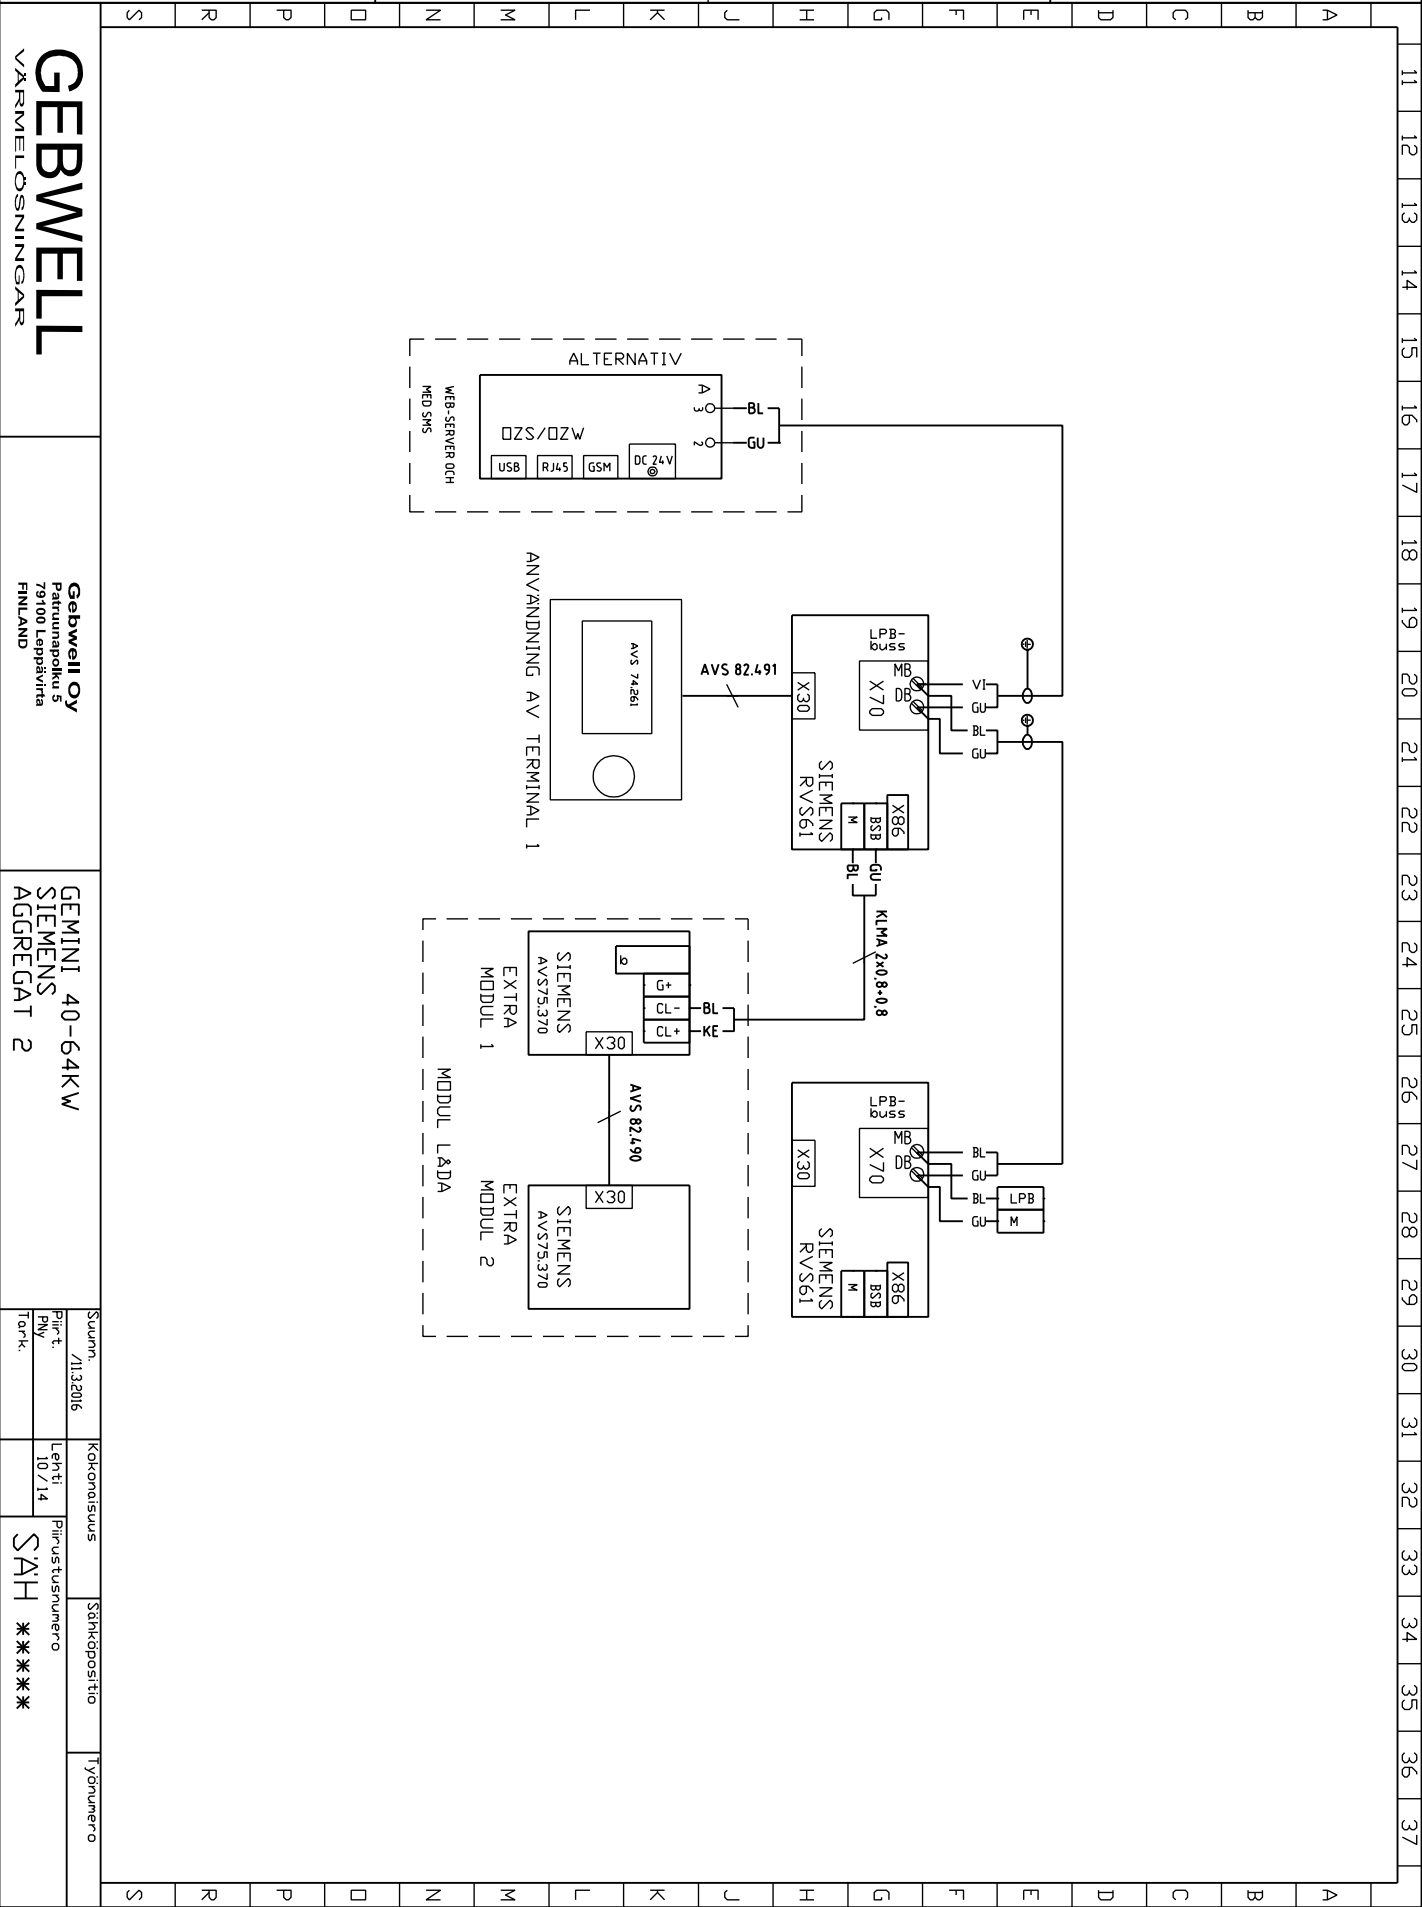 S R P O N M L K J H G F E D C B A
11
12
13
14
15
16
17
18
19
20
21
22
23
24
25
26
27
28
29
30
31
32
33
34
35
36
37
ALTERNATIV
A
3
2
BL
GU
OZS/OZW
USB
RJ45
GSM
DC 24V
WEB-SERVER OCH
MED SMS
ANVÄNDNING AV TERMINAL 1
AVS 74.261
AVS 82.491
LPB-
buss
MB
DB
X70
X30
SIEMENS
RVS61
X86
BSB
M
VI
GU
BL
GU
GU
BL
KLMA 2x0,8+0,8
SIEMENS
AVS75.370
b
G+
CL-
CL+
BL
KE
X30
EXTRA
MODUL 1
AVS 82.490
MODUL LÅDA
X30
SIEMENS
AVS75.370
EXTRA
MODUL 2
LPB-
buss
MB
DB
X70
X30
SIEMENS
RVS61
X86
BSB
M
BL
GU
BL
GU
LPB
M
GEBWELL
VÄRMELÖSNINGAR
Gebwell Oy
Patruunapolku 5
79100 Leppävirta
FINLAND
GEMINI 40-64KW
SIEMENS
AGGREGAT 2
Suunn.
/11.3.2016
Piirt.
PNy
Tark.
Kokonaisuus
Lehti
10/14
Sähköpositio
Piirustusnumero
SÄH *****
Työnumero
S R P O N M L K J H G F E D C B A